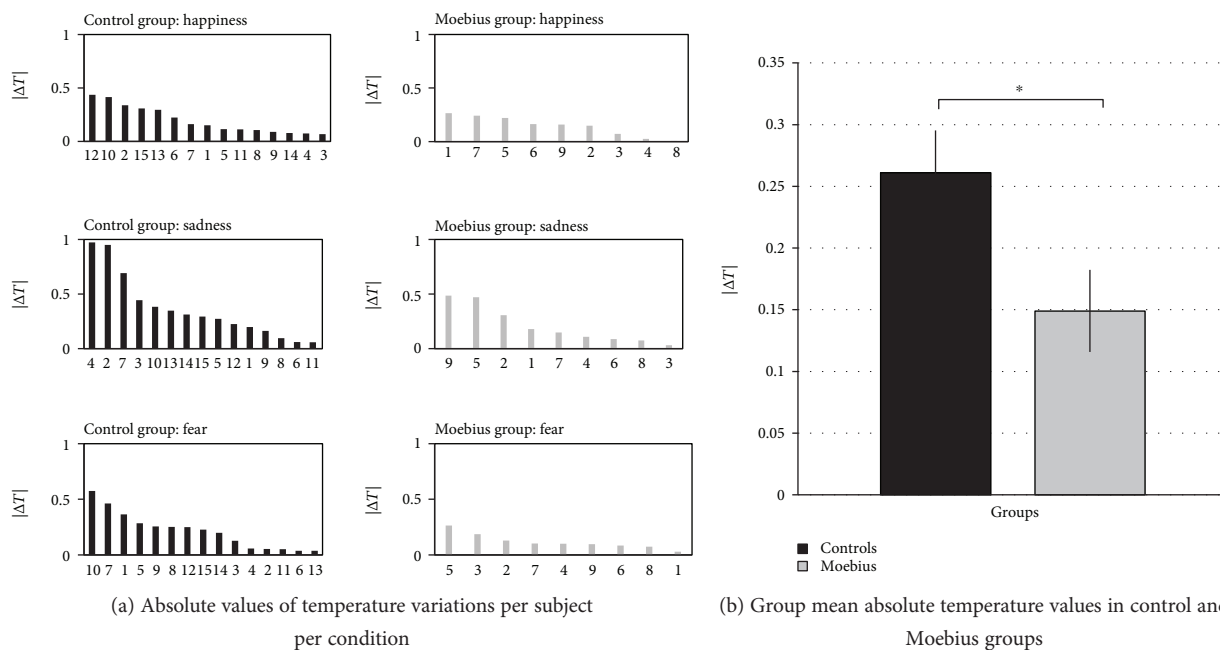 Control group: happiness
1
0.5
0
|ΔT|
12 10 2 15 13 6 7 1 5 11 8 9 14 4 3
Moebius group: happiness
1
0.5
0
|ΔT|
1 7 5 6 9 2 3 4 8
Control group: sadness
1
0.5
0
|ΔT|
4 2 7 3 10 13 14 15 5 12 1 9 8 6 11
Moebius group: sadness
1
0.5
0
|ΔT|
9 5 2 1 7 4 6 8 3
Control group: fear
1
0.5
0
|ΔT|
10 7 1 5 9 8 12 15 14 3 4 2 11 6 13
Moebius group: fear
1
0.5
0
|ΔT|
5 3 2 7 4 9 6 8 1
(a) Absolute values of temperature variations per subject
per condition
0.35
0.3
0.25
0.2
0.15
0.1
0.05
0
|ΔT|
*
Groups
Controls
Moebius
(b) Group mean absolute temperature values in control and
Moebius groups